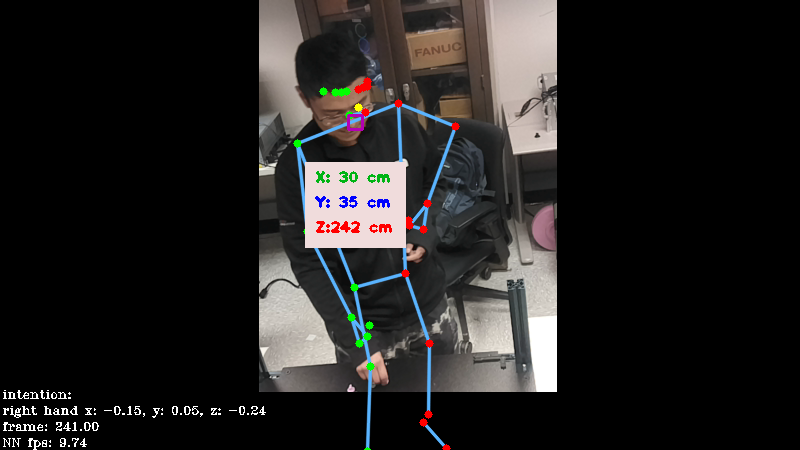 FANUC
X: 30 cm
Y: 35 cm
Z:242 cm
intention:
right hand x: −0.15, y: 0.05, z: −0.24
frame: 241.00
NN fps: 9.74